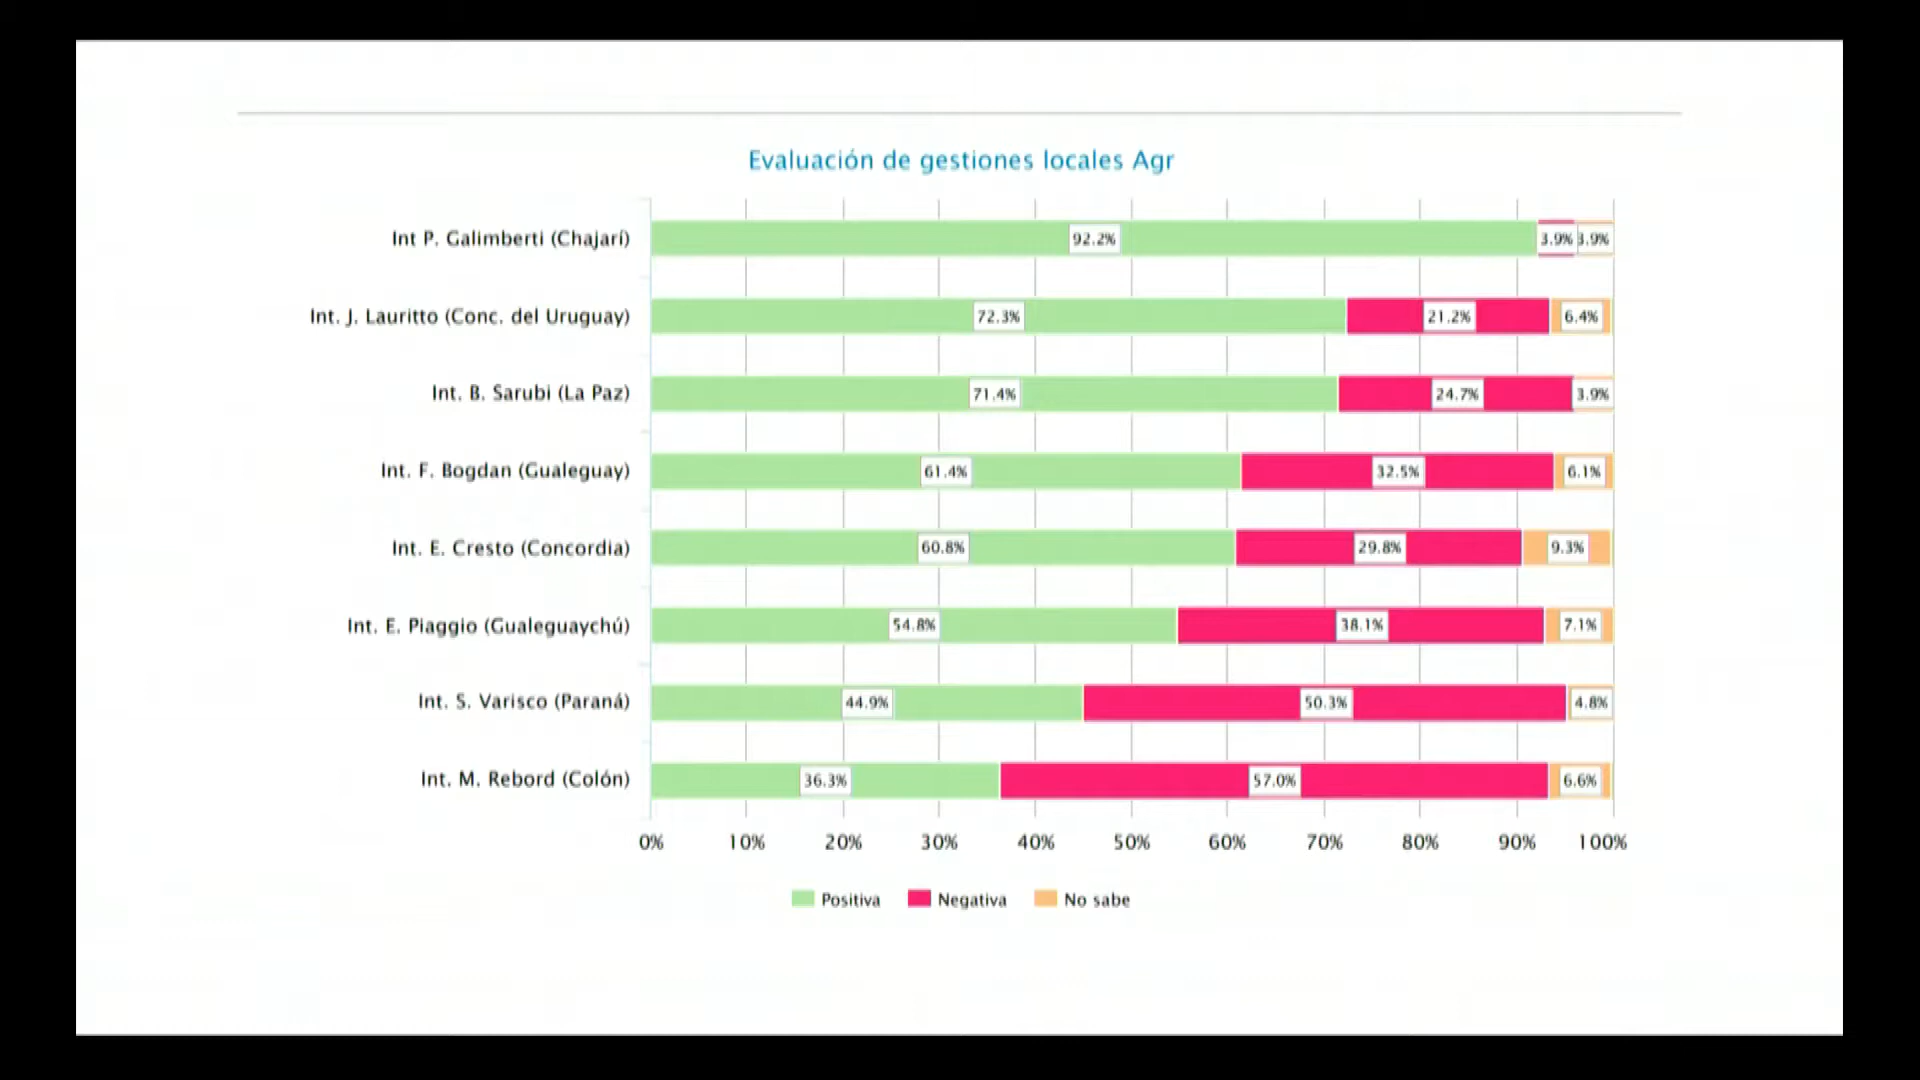 Evaluación de gestiones locales Agr
Int P. Galimberti (Chajarí) 92.2% 3.9% 3.9%
Int. J. Lauritto (Conc. del Uruguay) 72.3% 21.2% 6.4%
Int. B. Sarubi (La Paz) 71.4% 24.7% 3.9%
Int. F. Bogdan (Gualeguay) 61.4% 32.5% 6.1%
Int. E. Cresto (Concordia) 60.8% 29.8% 9.3%
Int. E. Piaggio (Gualeguaychú) 54.8% 38.1% 7.1%
Int. S. Varisco (Paraná) 44.9% 50.3% 4.8%
Int. M. Rebord (Colón) 36.3% 57.0% 6.6%
0% 10% 20% 30% 40% 50% 60% 70% 80% 90% 100%
Positiva Negativa No sabe